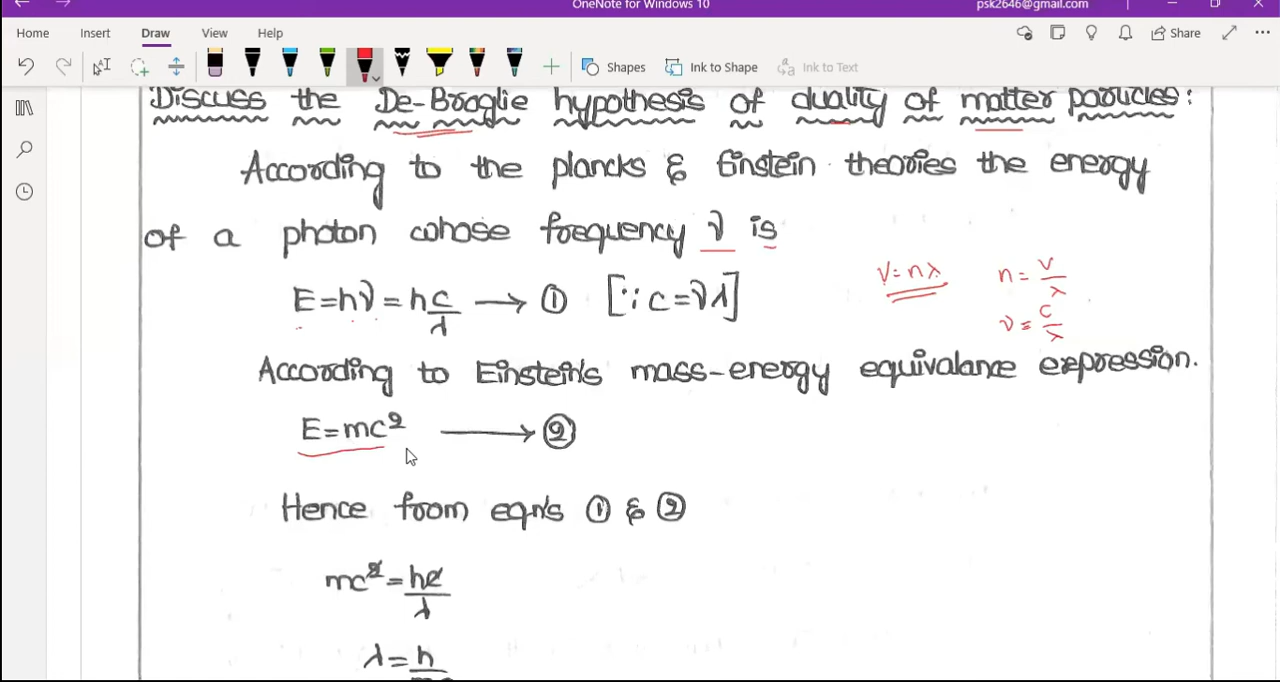 OneNote for Windows 10
psk2646@gmail.com
Home Insert Draw View Help
Share
Shapes Ink to Shape Ink to Text
Discuss the De-Broglie hypothesis of duality of matter particles:
According to the plancks & Einstein theories the energy
of a photon whose frequency ν is
E=hν=hc/λ → ① [∵ c=νλ]
V=nλ n=V/λ
ν=c/λ
According to Einstein's mass-energy equivalance expression.
E=mc² → ②
Hence from eqn's ① & ②
mc²=hc/λ
λ=h/